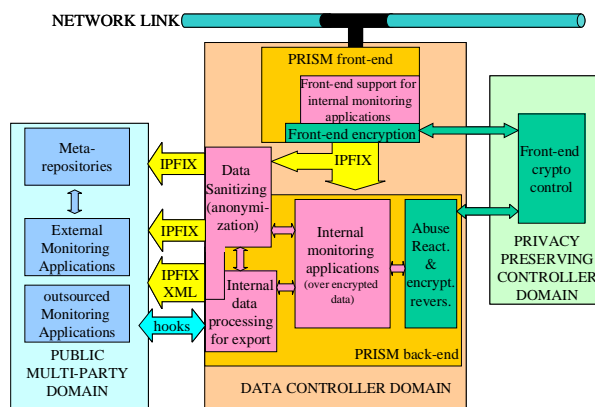 NETWORK LINK
PRISM front-end
Front-end support for
internal monitoring
applications
Front-end encryption
IPFIX
Meta-
repositories
IPFIX
Data
Sanitizing
(anonymi-
zation)
Front-end
crypto
control
External
Monitoring
Applications
IPFIX
Internal
monitoring
applications
(over encrypted
data)
Abuse
React.
&
encrypt.
revers.
PRIVACY
PRESERVING
CONTROLLER
DOMAIN
IPFIX
XML
Internal
data
processing
for export
outsourced
Monitoring
Applications
hooks
PRISM back-end
PUBLIC
MULTI-PARTY
DOMAIN
DATA CONTROLLER DOMAIN